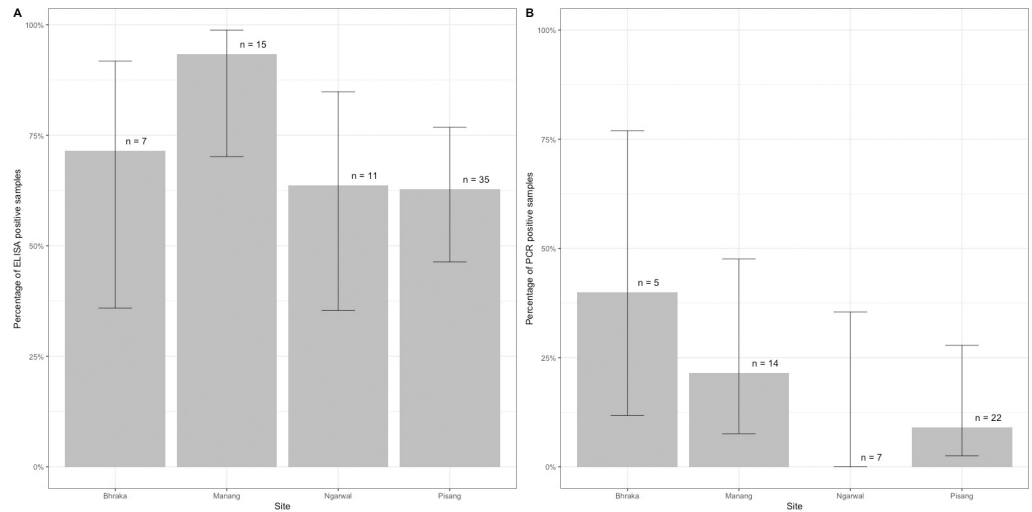 A
Percentage of ELISA positive samples
100%
75%
50%
25%
0%
n = 7
n = 15
n = 11
n = 35
Bhraka
Manang
Ngarwal
Pisang
Site
B
Percentage of PCR positive samples
100%
75%
50%
25%
0%
n = 5
n = 14
n = 7
n = 22
Bhraka
Manang
Ngarwal
Pisang
Site